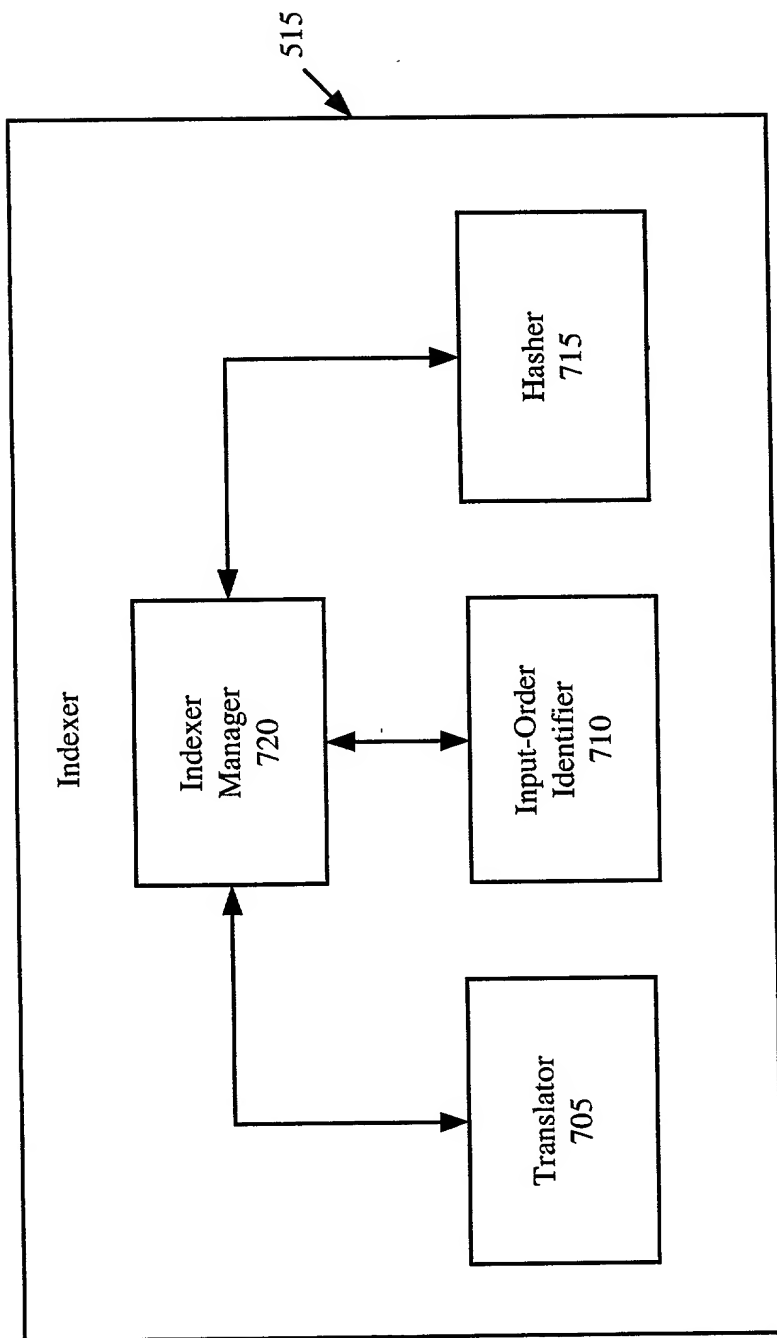 515
Indexer
Indexer
Manager
720
Translator
705
Input-Order
Identifier
710
Hasher
715